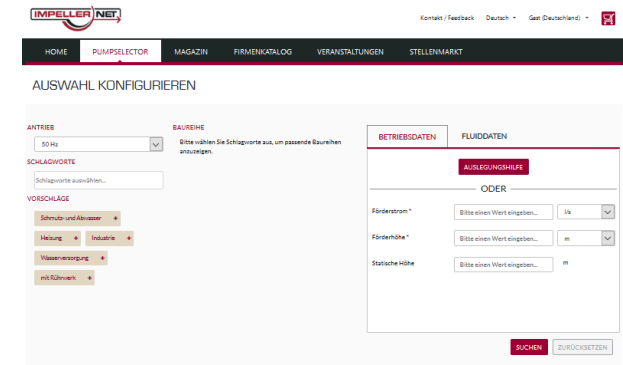 IMPELLER NET
Kontakt / Feedback Deutsch Gast (Deutschland)
HOME PUMPSELECTOR MAGAZIN FIRMENKATALOG VERANSTALTUNGEN STELLENMARKT
AUSWAHL KONFIGURIEREN
ANTRIEB
50 Hz
SCHLAGWORTE
Schlagworte auswählen...
VORSCHLÄGE
Schmutz- und Abwasser +
Heizung + Industrie +
Wasserversorgung +
mit Rührwerk +
BAUREIHE
Bitte wählen Sie Schlagworte aus, um passende Baureihen
anzuzeigen.
BETRIEBSDATEN FLUIDDATEN
AUSLEGUNGSHILFE
ODER
Förderstrom * Bitte einen Wert eingeben... l/s
Förderhöhe * Bitte einen Wert eingeben... m
Statische Höhe Bitte einen Wert eingeben... m
SUCHEN ZURÜCKSETZEN